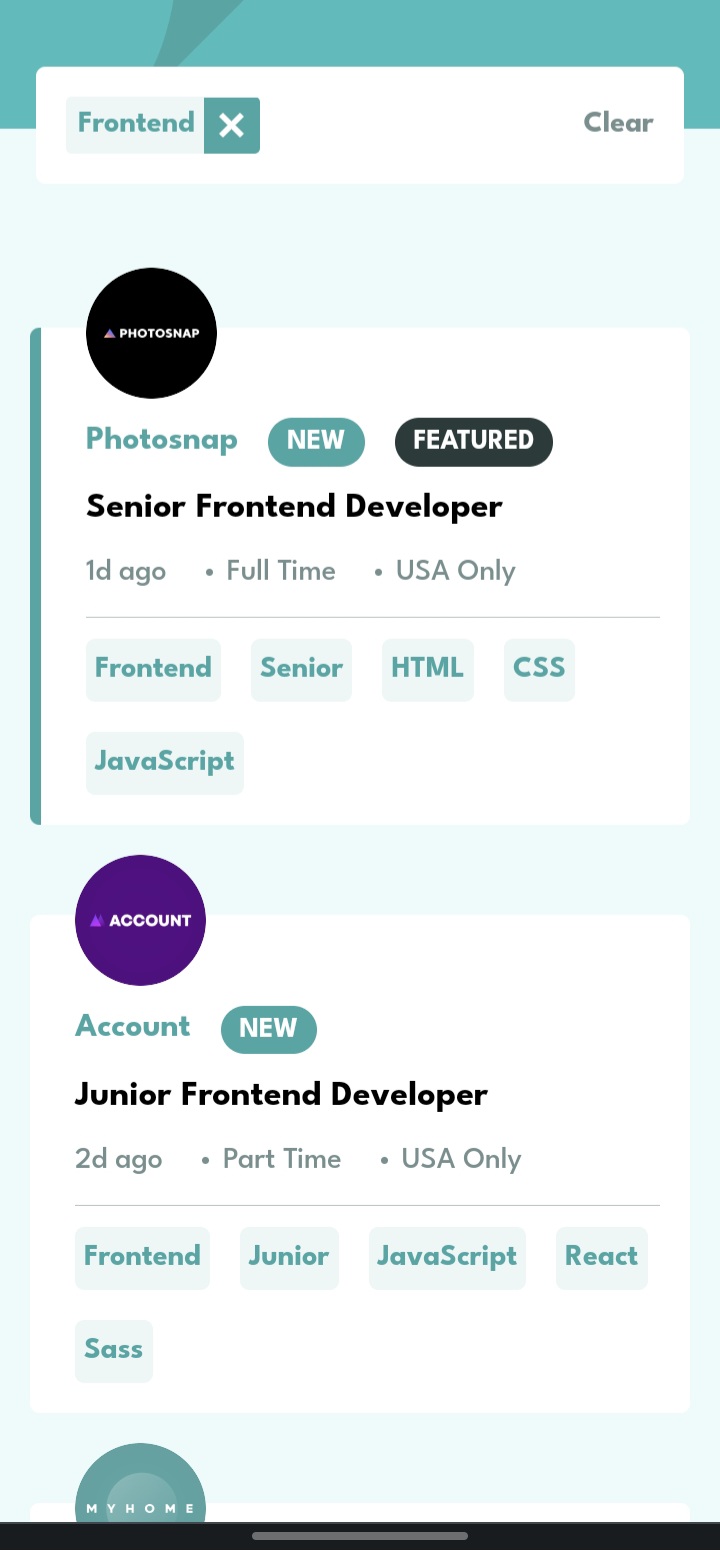 Frontend Clear
PHOTOSNAP
Photosnap NEW FEATURED
Senior Frontend Developer
1d ago • Full Time • USA Only
Frontend Senior HTML CSS
JavaScript
ACCOUNT
Account NEW
Junior Frontend Developer
2d ago • Part Time • USA Only
Frontend Junior JavaScript React
Sass
MYHOME